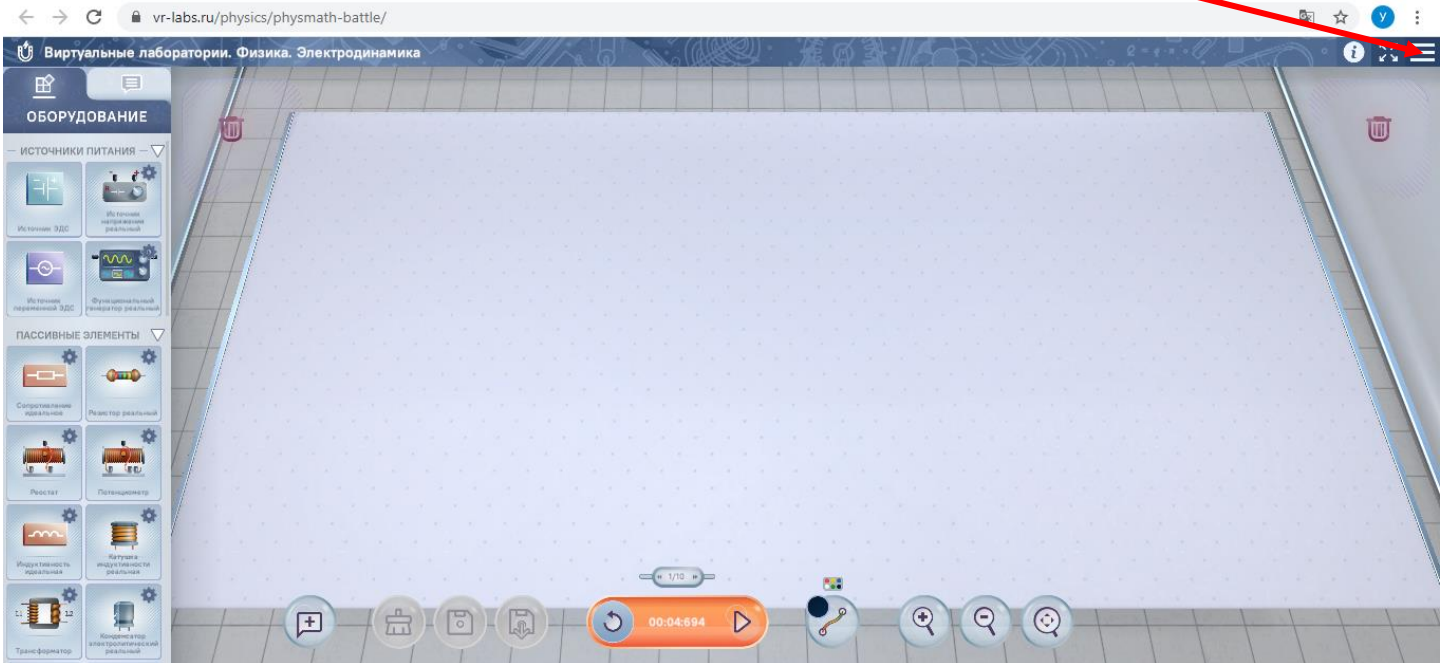 vr-labs.ru/physics/physmath-battle/
У
Виртуальные лаборатории. Физика. Электродинамика
ОБОРУДОВАНИЕ
ИСТОЧНИКИ ПИТАНИЯ
Источник ЭДС
Источник напряжения реальный
Источник переменной ЭДС
Функциональный генератор реальный
ПАССИВНЫЕ ЭЛЕМЕНТЫ
Сопротивление идеальное
Резистор реальный
Реостат
Потенциометр
Индуктивность идеальная
Катушка индуктивности реальная
Трансформатор
Конденсатор электролитический реальный
1/10
00:04:694